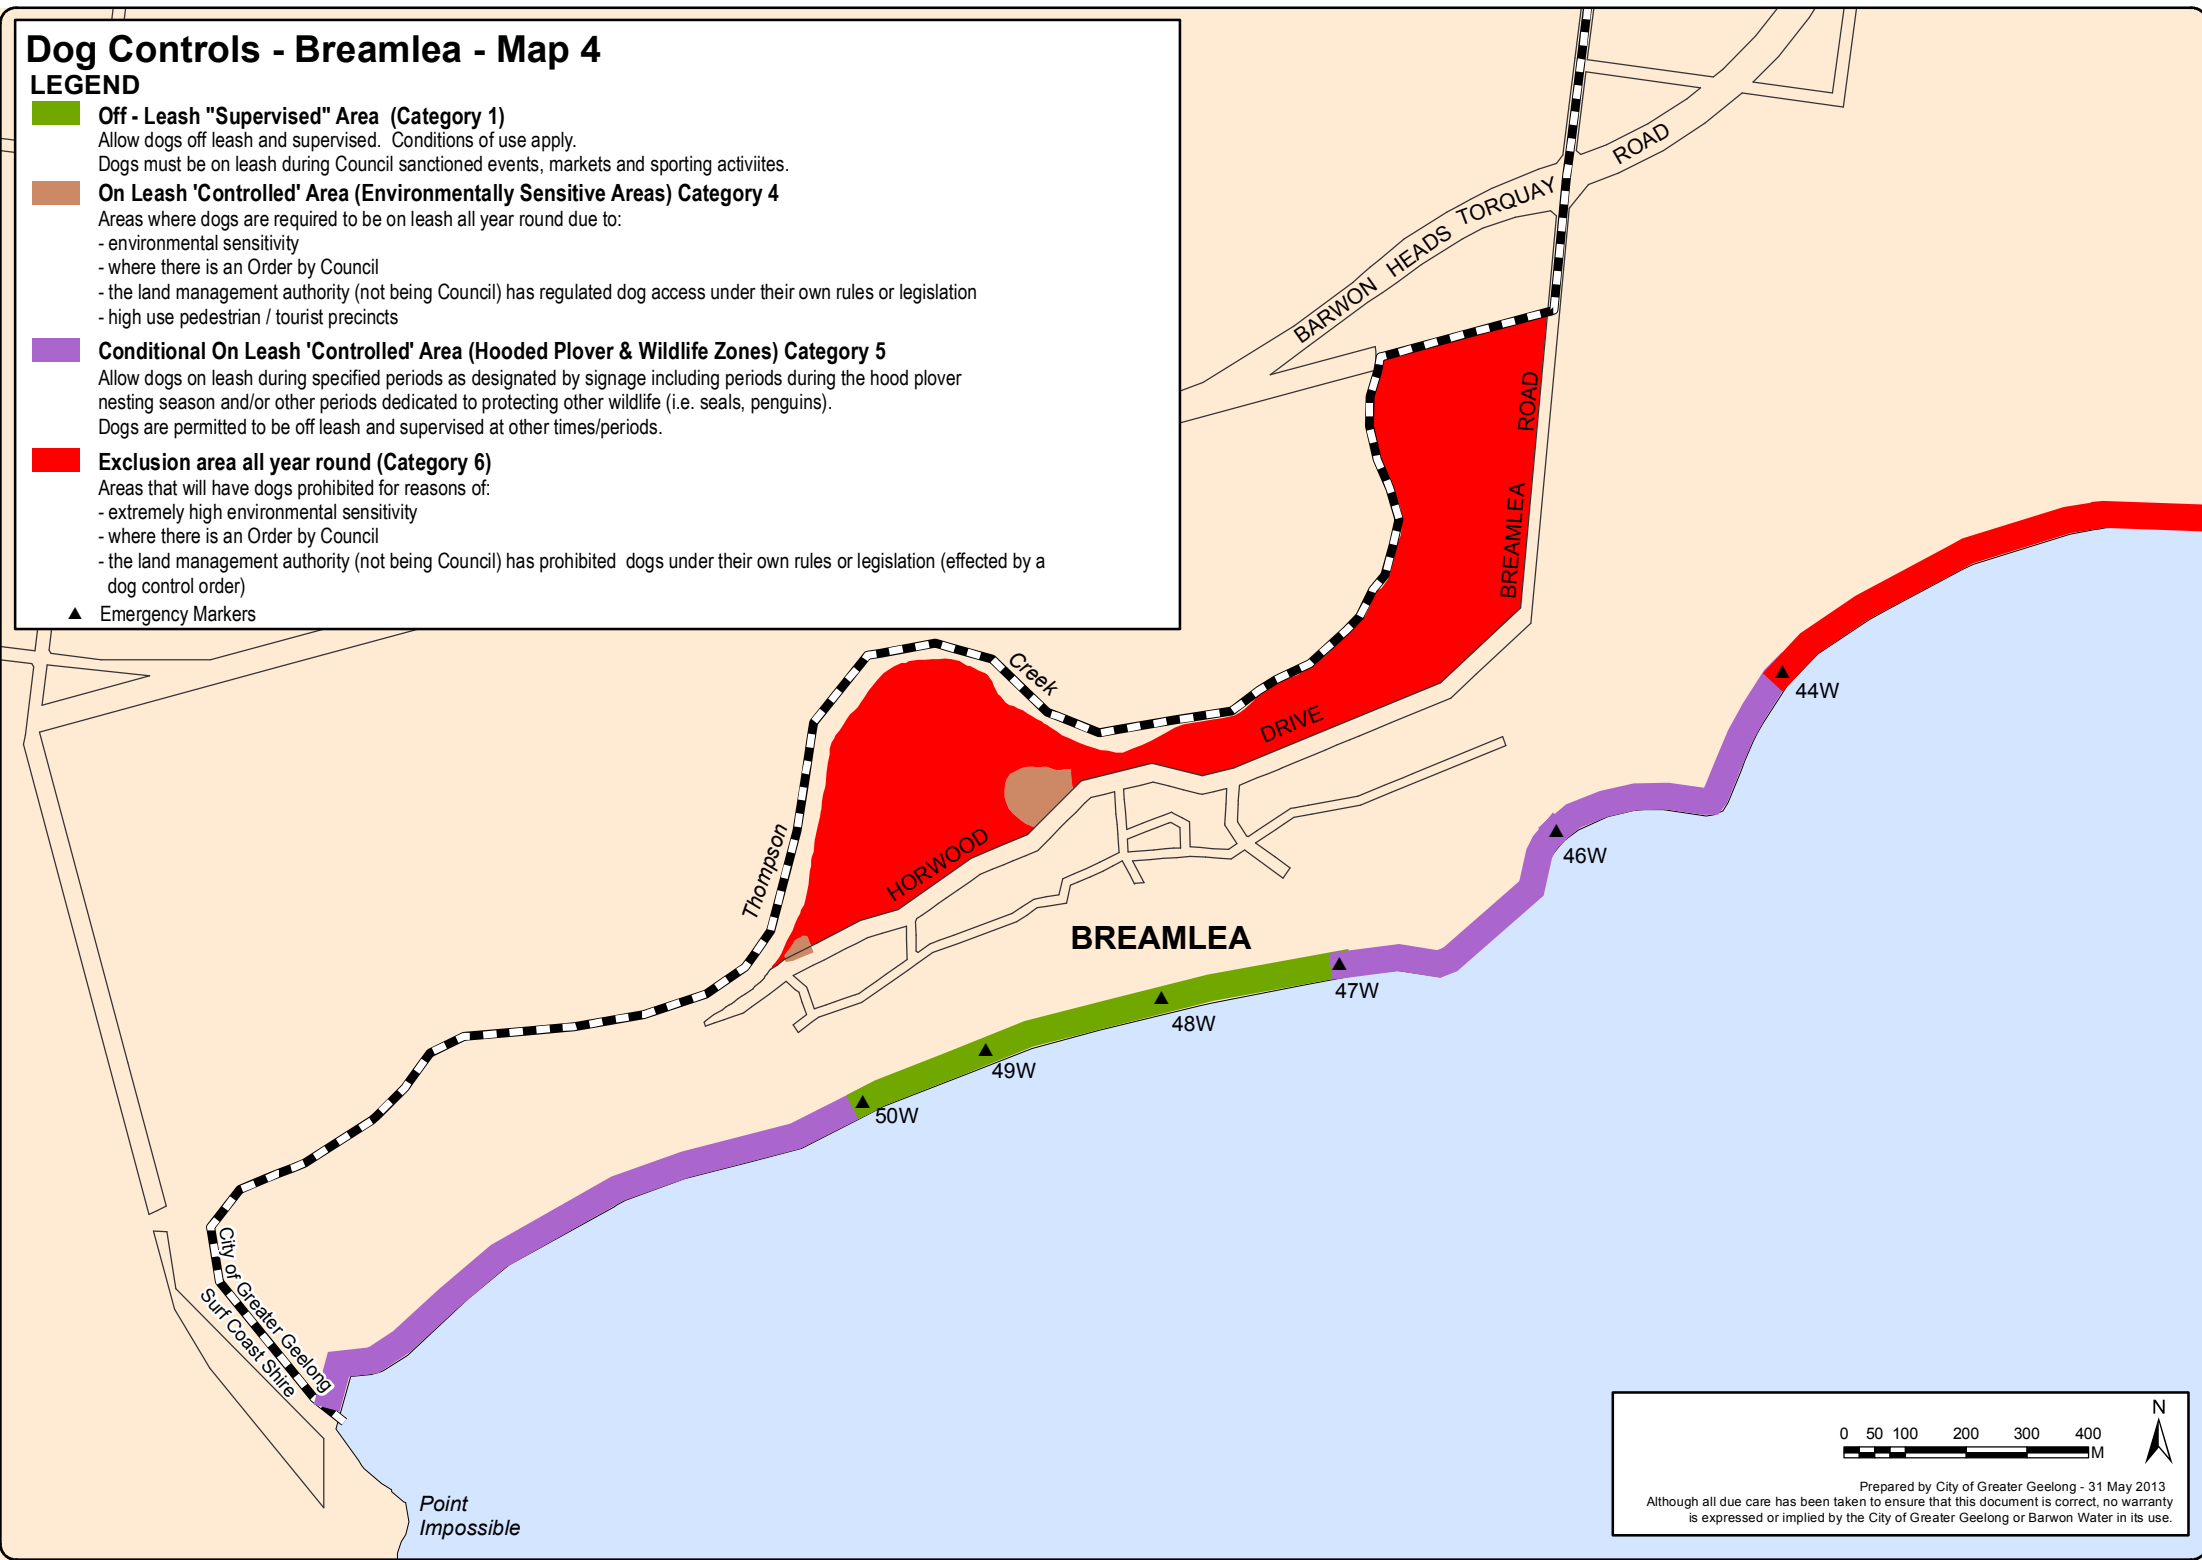 Dog Controls - Breamlea - Map 4
LEGEND
Off - Leash "Supervised" Area  (Category 1)
Allow dogs off leash and supervised.  Conditions of use apply.
Dogs must be on leash during Council sanctioned events, markets and sporting activiites.
On Leash 'Controlled' Area (Environmentally Sensitive Areas) Category 4
Areas where dogs are required to be on leash all year round due to:
- environmental sensitivity
- where there is an Order by Council
- the land management authority (not being Council) has regulated dog access under their own rules or legislation
- high use pedestrian / tourist precincts
Conditional On Leash 'Controlled' Area (Hooded Plover & Wildlife Zones) Category 5
Allow dogs on leash during specified periods as designated by signage including periods during the hood plover
nesting season and/or other periods dedicated to protecting other wildlife (i.e. seals, penguins).
Dogs are permitted to be off leash and supervised at other times/periods.
Exclusion area all year round (Category 6)
Areas that will have dogs prohibited for reasons of:
- extremely high environmental sensitivity
- where there is an Order by Council
- the land management authority (not being Council) has prohibited  dogs under their own rules or legislation (effected by a
dog control order)
Emergency Markers
BARWON HEADS TORQUAY ROAD
BREAMLEA ROAD
Thompson Creek
HORWOOD DRIVE
BREAMLEA
44W
46W
47W
48W
49W
50W
City of Greater Geelong
Surf Coast Shire
Point
Impossible
N
0 50 100 200 300 400
M
Prepared by City of Greater Geelong - 31 May 2013
Although all due care has been taken to ensure that this document is correct, no warranty
is expressed or implied by the City of Greater Geelong or Barwon Water in its use.